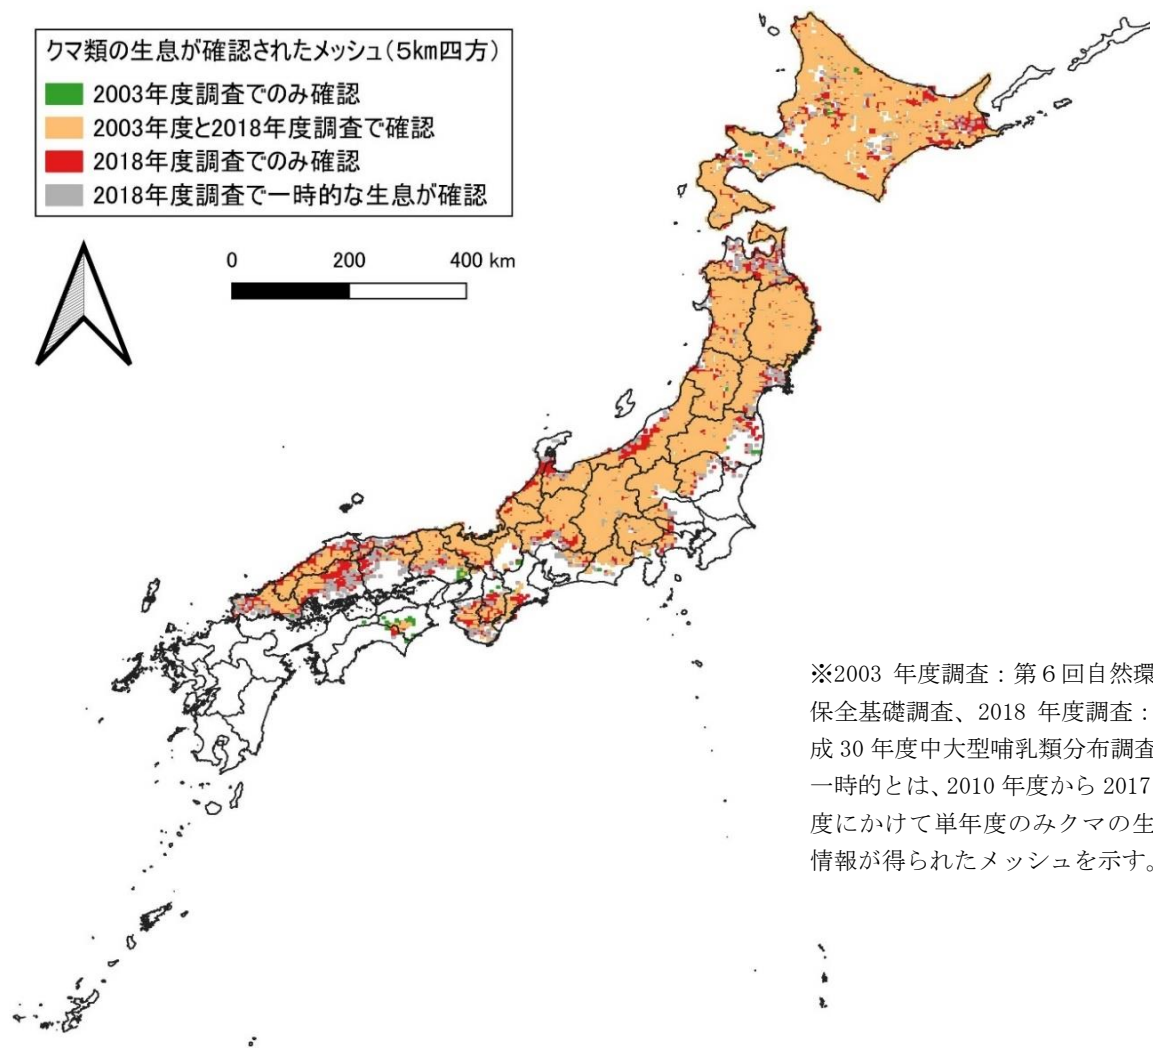 クマ類の生息が確認されたメッシュ(5km四方)
2003年度調査でのみ確認
2003年度と2018年度調査で確認
2018年度調査でのみ確認
2018年度調査で一時的な生息が確認
0 200 400 km
※2003 年度調査：第６回自然環
保全基礎調査、2018 年度調査：
成 30 年度中大型哺乳類分布調査
一時的とは、2010 年度から 2017
度にかけて単年度のみクマの生
情報が得られたメッシュを示す。